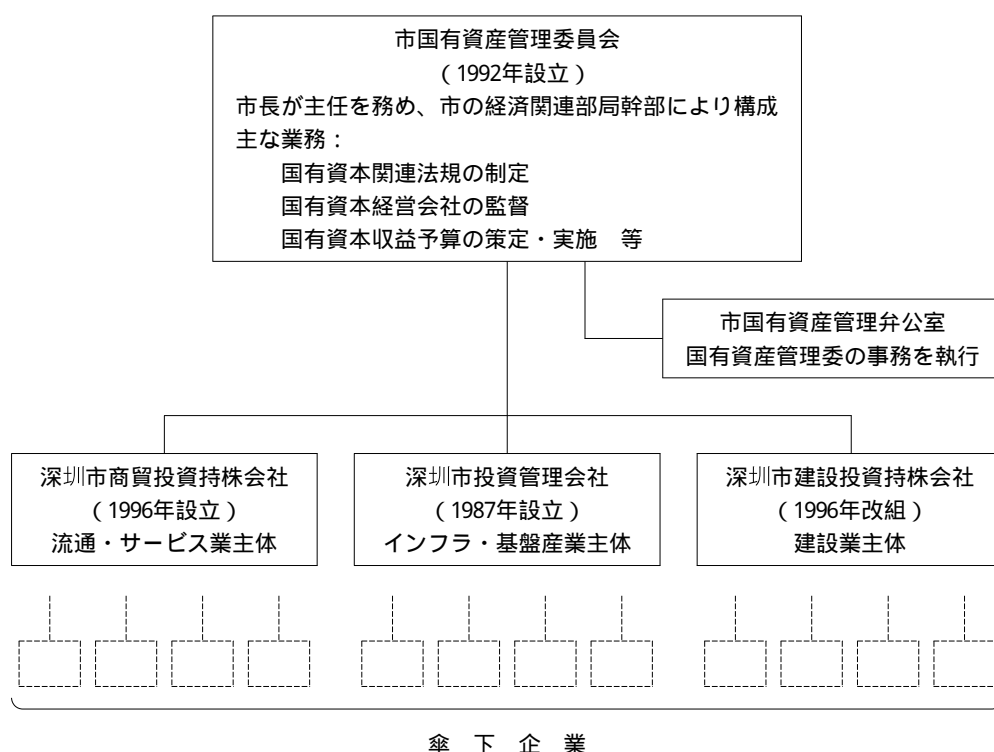 市国有資産管理委員会
(1992年設立)
市長が主任を務め、市の経済関連部局幹部により構成
主な業務:
国有資本関連法規の制定
国有資本経営会社の監督
国有資本収益予算の策定・実施 等
市国有資産管理弁公室
国有資産管理委の事務を執行
深圳市商貿投資持株会社
(1996年設立)
流通・サービス業主体
深圳市投資管理会社
(1987年設立)
インフラ・基盤産業主体
深圳市建設投資持株会社
(1996年改組)
建設業主体
傘 下 企 業